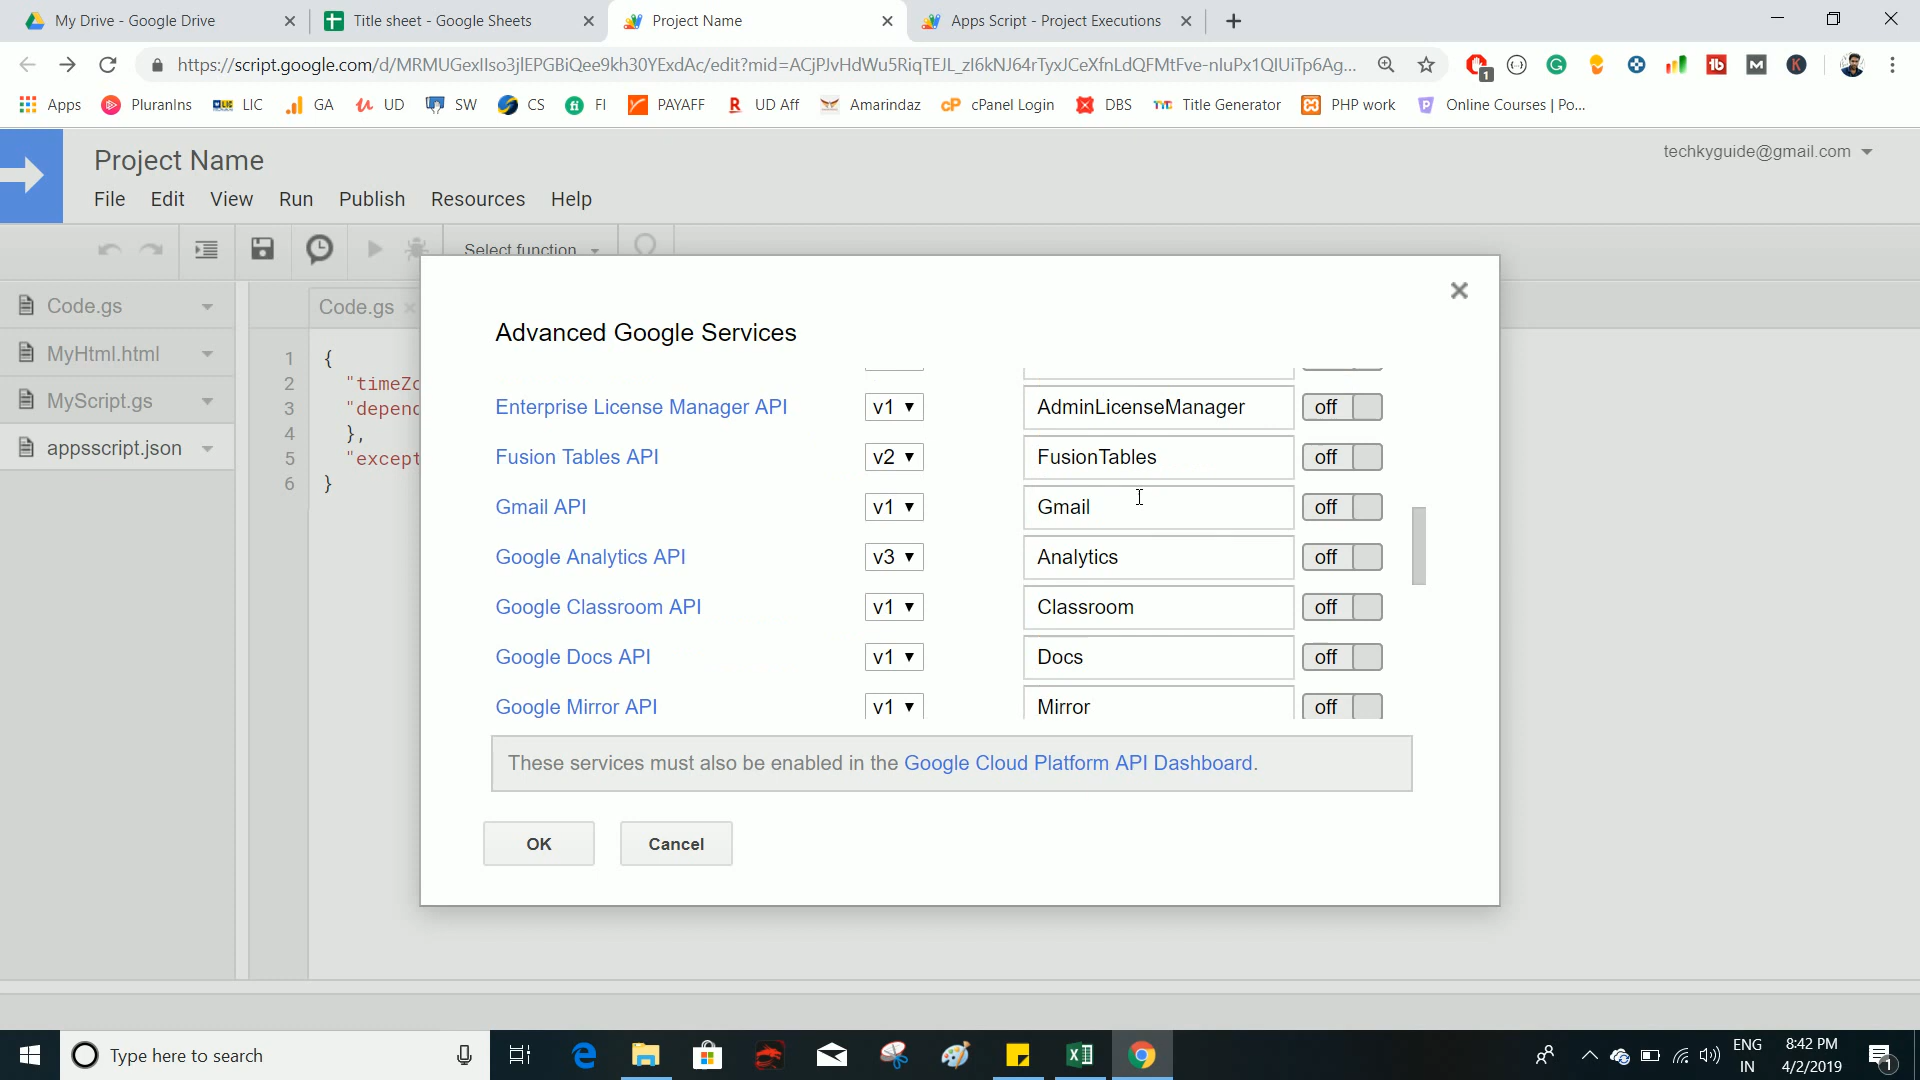 My Drive - Google Drive
Title sheet - Google Sheets
Project Name
Apps Script - Project Executions
https://script.google.com/d/MRMUGexIIso3jlEPGBiQee9kh30YExdAc/edit?mid=ACjPJvHdWu5RiqTEJL_zl6kNJ64rTyxJCeXfnLdQFMtFve-nIuPx1QIUiTp6Ag...
1
Apps
PluranIns
LIC
GA
UD
SW
CS
FI
PAYAFF
UD Aff
Amarindaz
cPanel Login
DBS
Title Generator
PHP work
Online Courses | Po...
Project Name
techkyguide@gmail.com
File Edit View Run Publish Resources Help
Select function
Code.gs
MyHtml.html
MyScript.gs
appsscript.json
Code.gs
1 {
2 "timeZo
3 "depend
4 },
5 "except
6 }
Advanced Google Services
Enterprise License Manager API v1 AdminLicenseManager off
Fusion Tables API v2 FusionTables off
Gmail API v1 Gmail off
Google Analytics API v3 Analytics off
Google Classroom API v1 Classroom off
Google Docs API v1 Docs off
Google Mirror API v1 Mirror off
These services must also be enabled in the Google Cloud Platform API Dashboard.
OK Cancel
Type here to search
ENG
IN
8:42 PM
4/2/2019
1